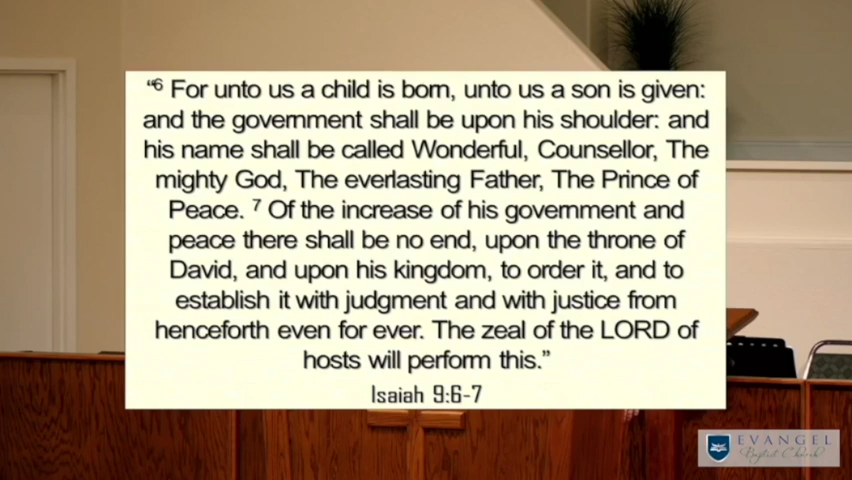 “⁶ For unto us a child is born, unto us a son is given:
and the government shall be upon his shoulder: and
his name shall be called Wonderful, Counsellor, The
mighty God, The everlasting Father, The Prince of
Peace. ⁷ Of the increase of his government and
peace there shall be no end, upon the throne of
David, and upon his kingdom, to order it, and to
establish it with judgment and with justice from
henceforth even for ever. The zeal of the LORD of
hosts will perform this.”
Isaiah 9:6-7
EVANGEL
Baptist Church